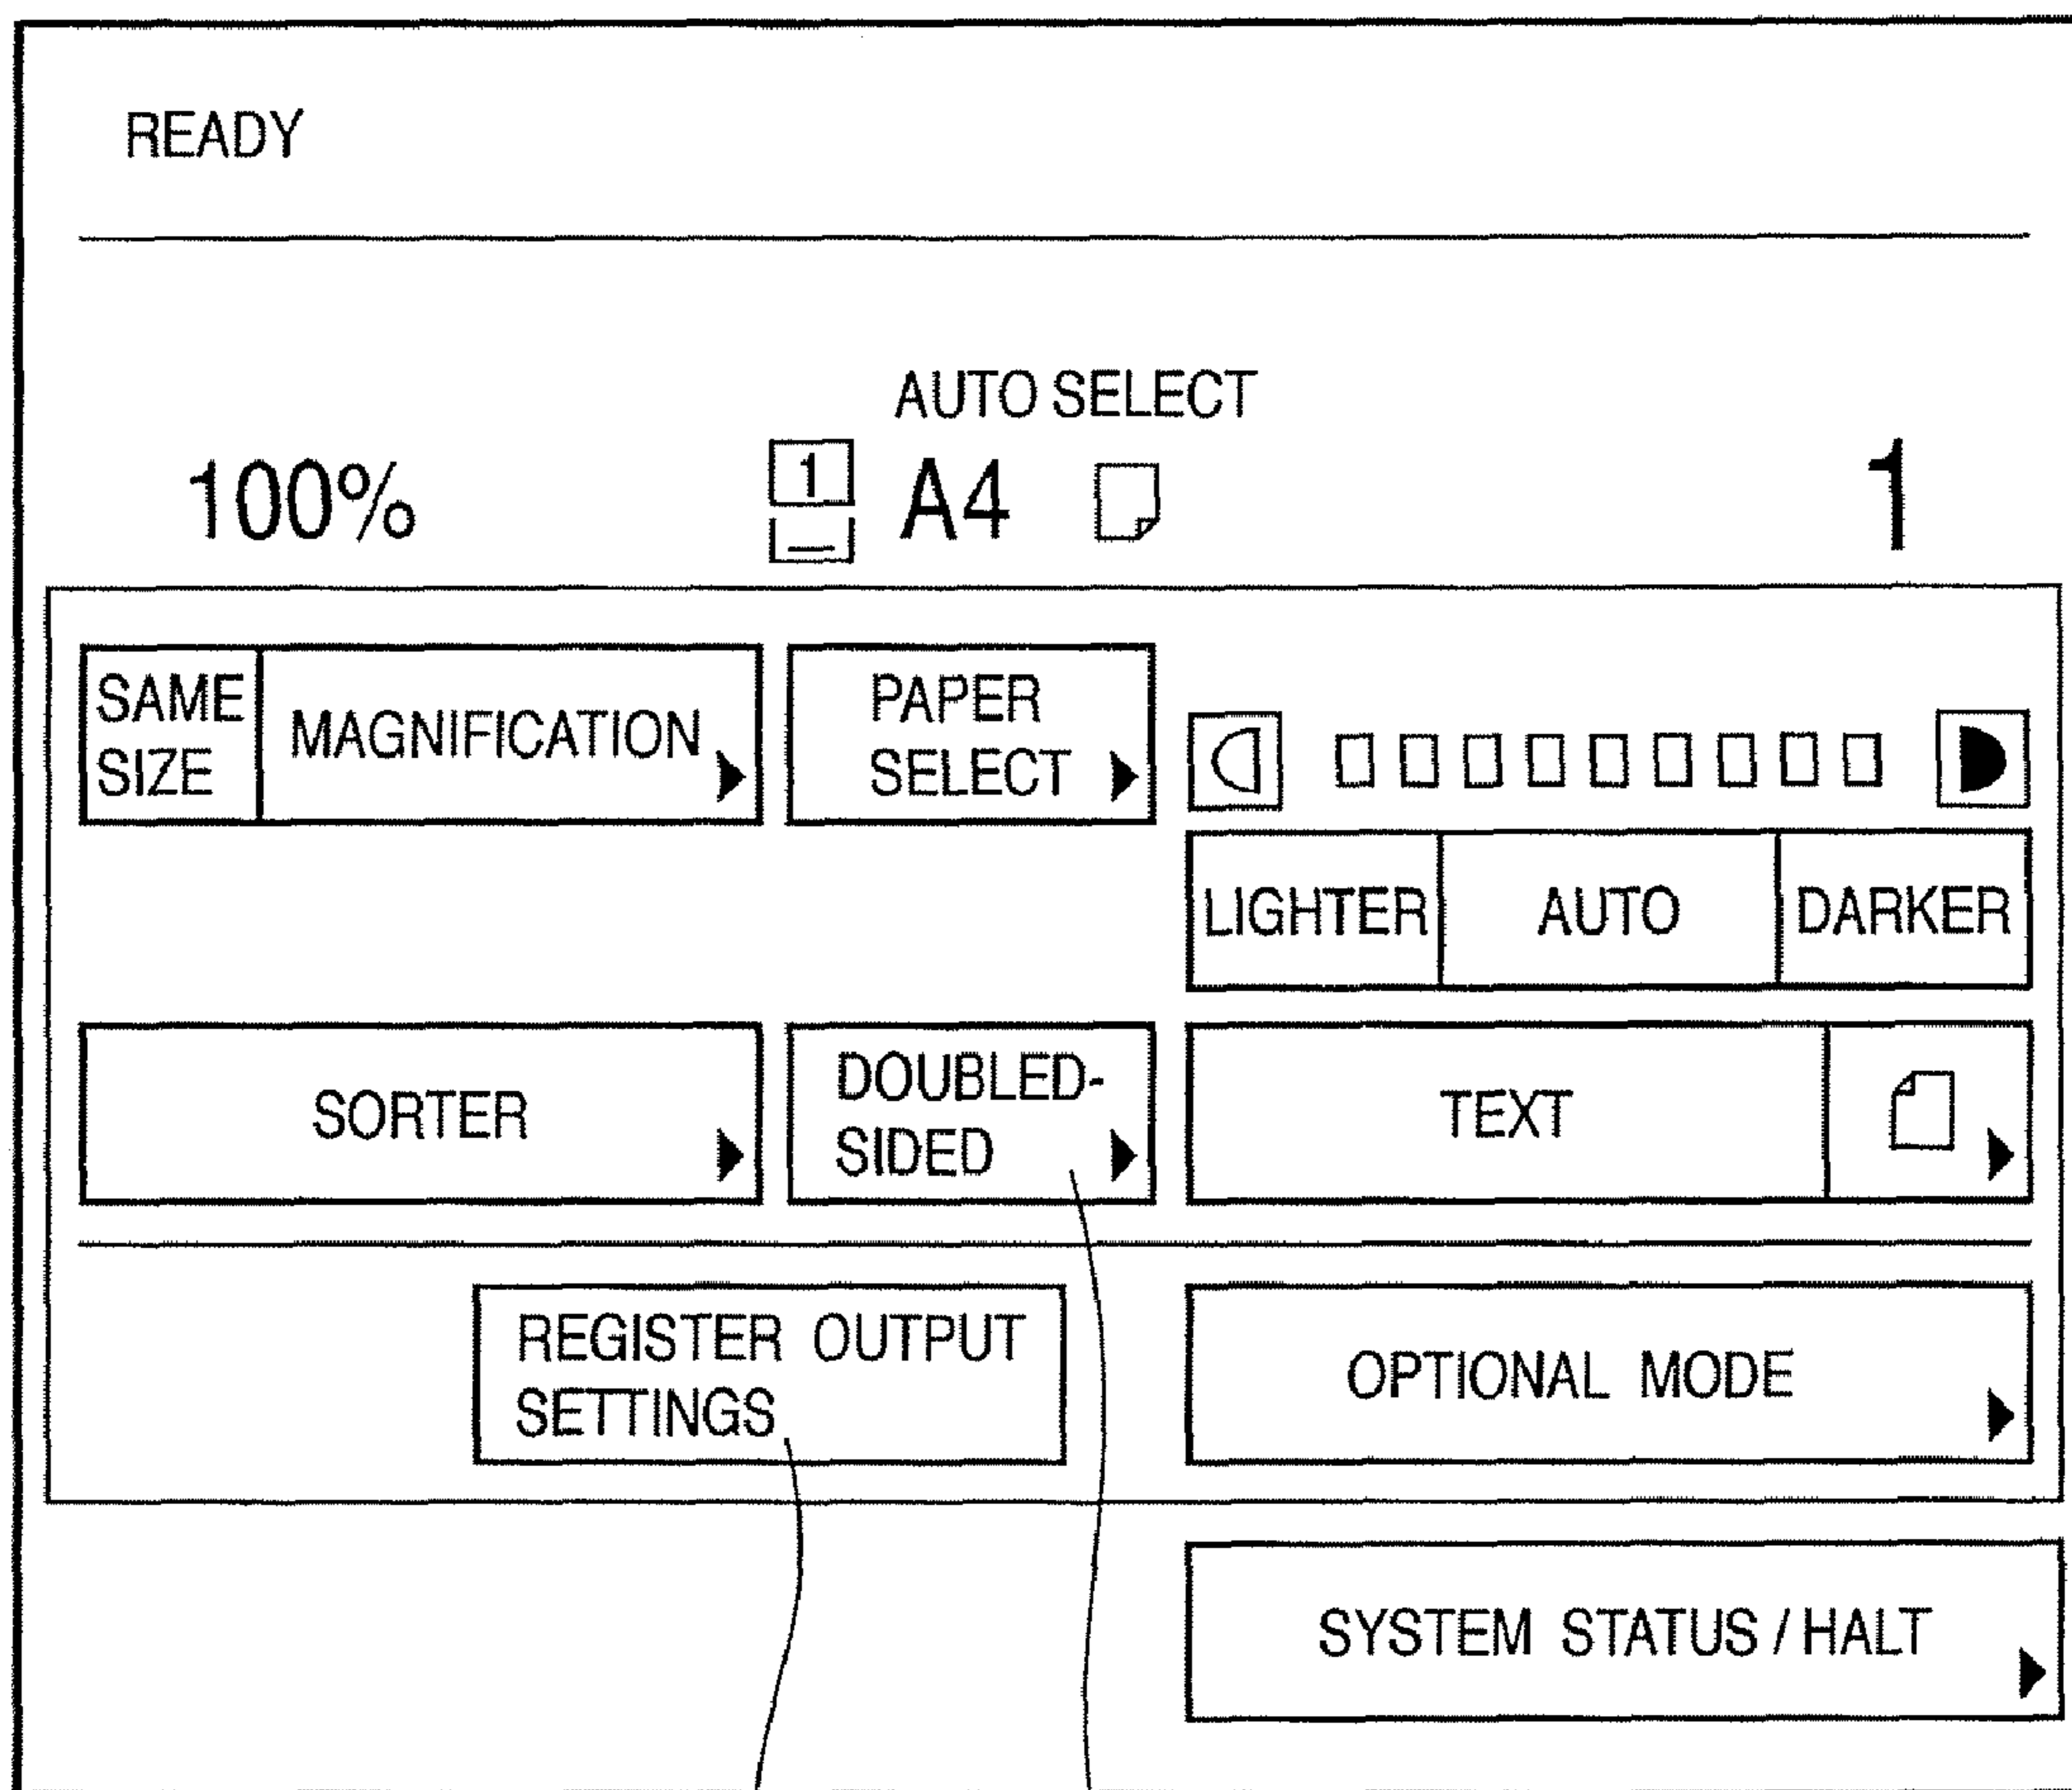 READY
AUTO SELECT
100%
1
A4
1
SAME
SIZE
MAGNIFICATION
PAPER
SELECT
LIGHTER
AUTO
DARKER
SORTER
DOUBLED-
SIDED
TEXT
REGISTER OUTPUT
SETTINGS
OPTIONAL MODE
SYSTEM STATUS / HALT